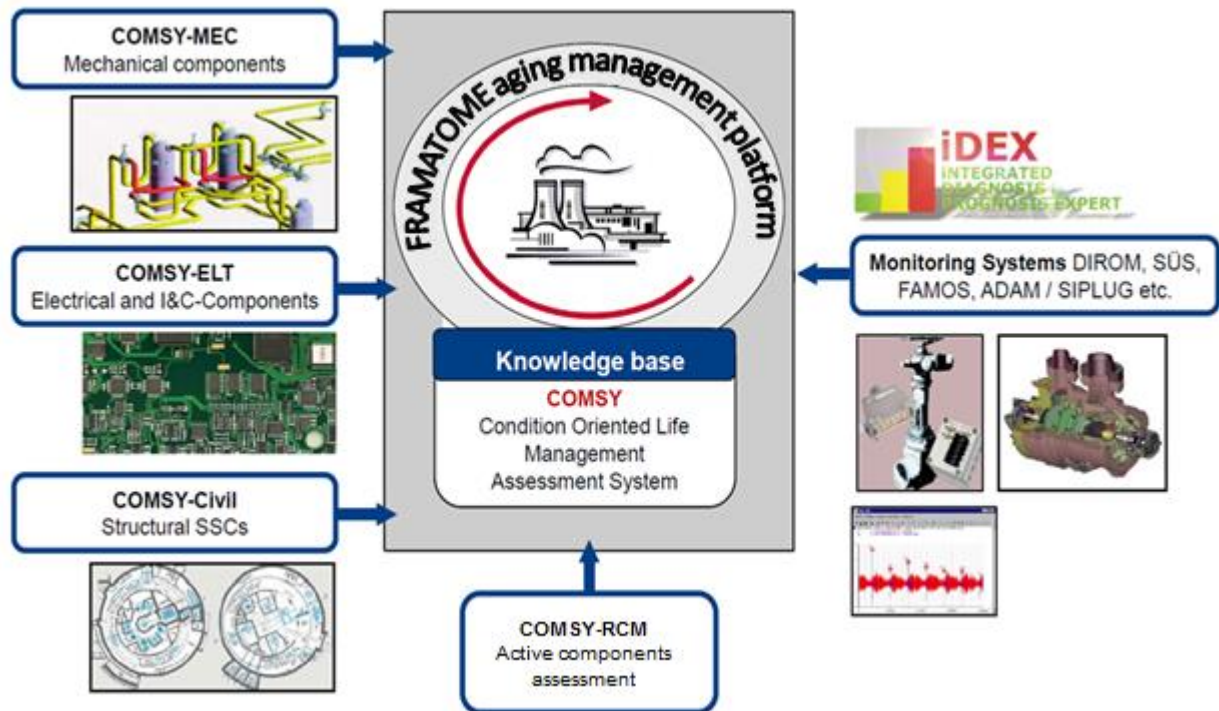 COMSY-MEC
Mechanical components
COMSY-ELT
Electrical and I&C-Components
COMSY-Civil
Structural SSCs
FRAMATOME aging management platform
Knowledge base
COMSY
Condition Oriented Life
Management
Assessment System
COMSY-RCM
Active components
assessment
iDEX
INTEGRATED
DIAGNOSIS
PROGNOSIS EXPERT
Monitoring Systems DIROM, SÜS,
FAMOS, ADAM / SIPLUG etc.